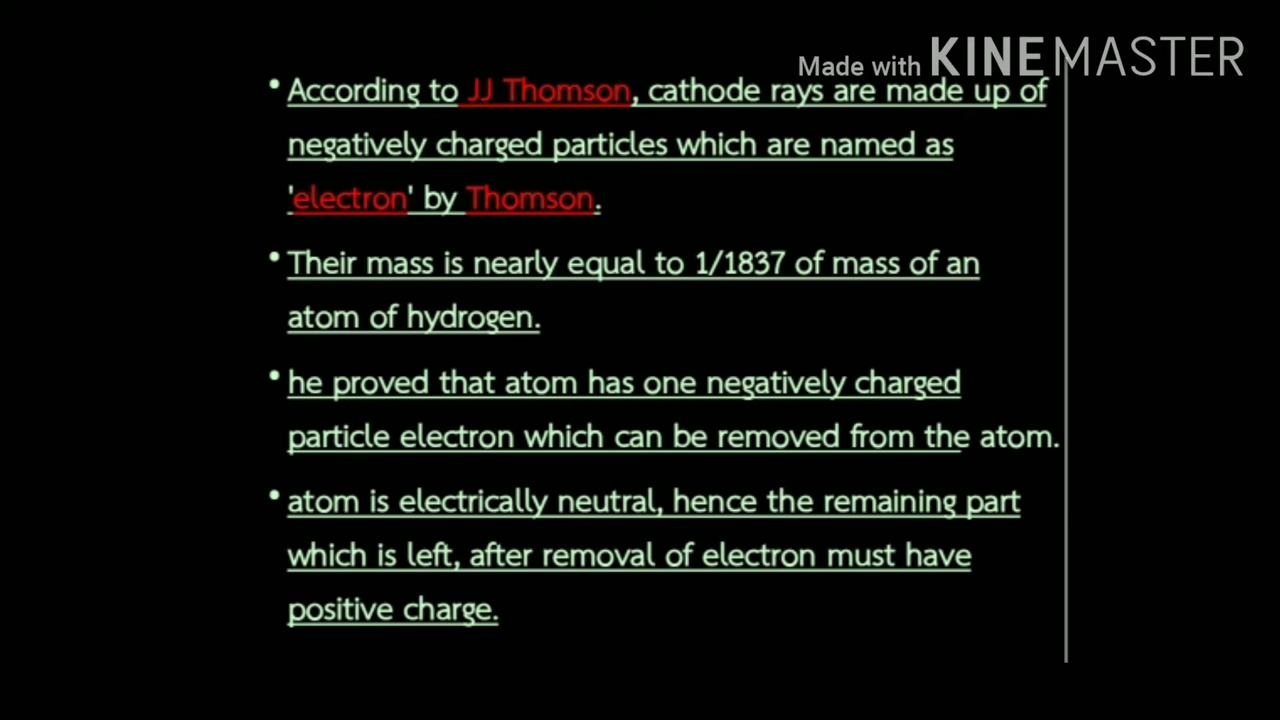 Made with KINEMASTER
• According to JJ Thomson, cathode rays are made up of
negatively charged particles which are named as
'electron' by Thomson.
• Their mass is nearly equal to 1/1837 of mass of an
atom of hydrogen.
• he proved that atom has one negatively charged
particle electron which can be removed from the atom.
• atom is electrically neutral, hence the remaining part
which is left, after removal of electron must have
positive charge.